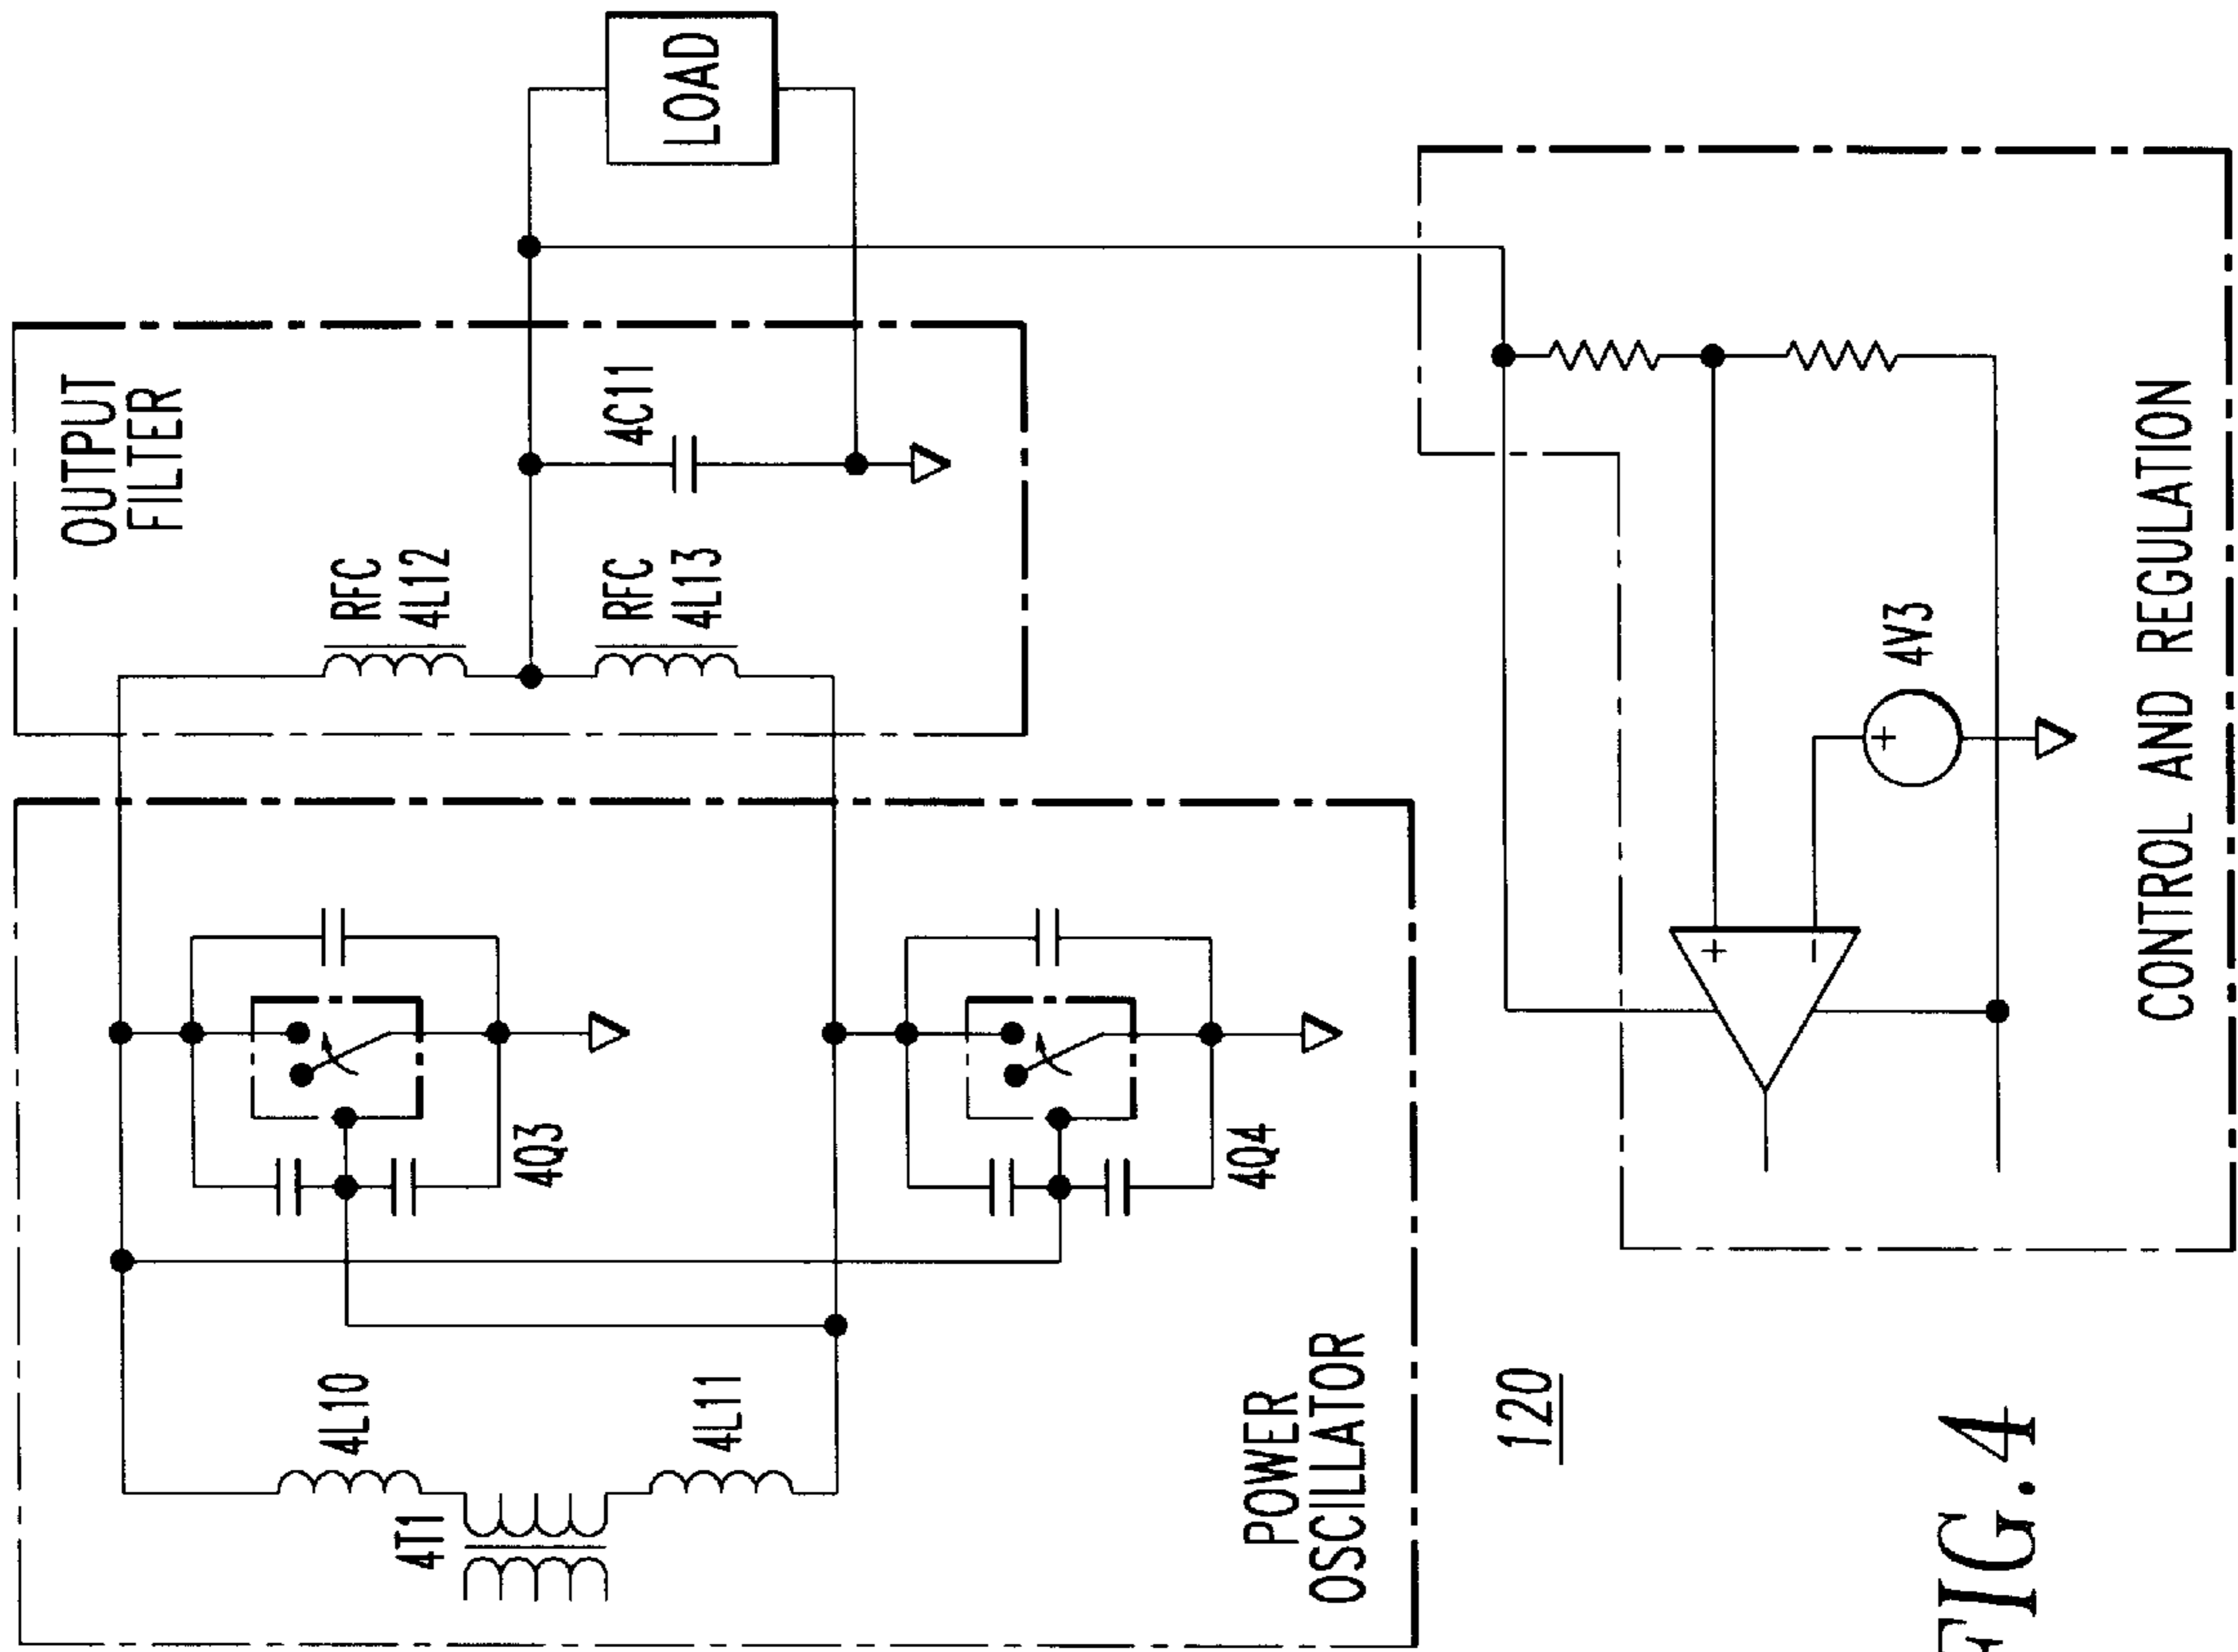 OUTPUT
FILTER
RFC
4L12
RFC
4L13
4C11
LOAD
4T1
4L10
4L11
4Q3
4Q4
POWER
OSCILLATOR
+
−
+
4V3
CONTROL AND REGULATION
120
FIG. 4